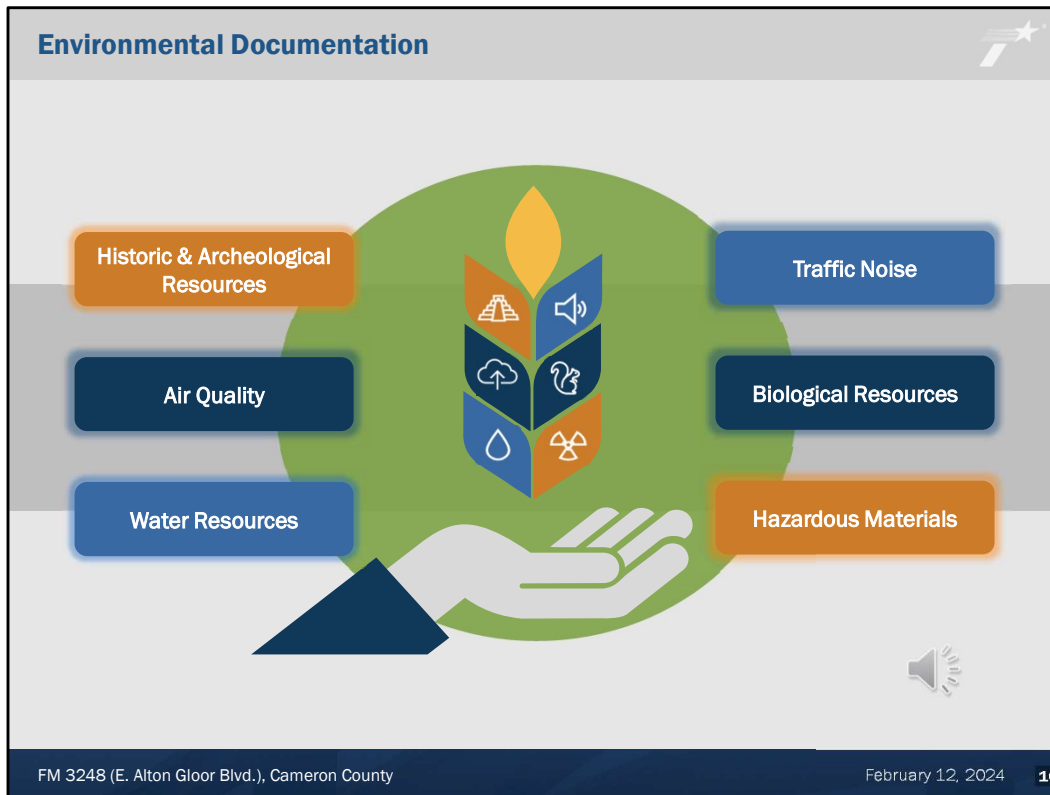 Environmental Documentation
Historic & Archeological
Resources
Traffic Noise
Air Quality
Biological Resources
Water Resources
Hazardous Materials
FM 3248 (E. Alton Gloor Blvd.), Cameron County
February 12, 2024